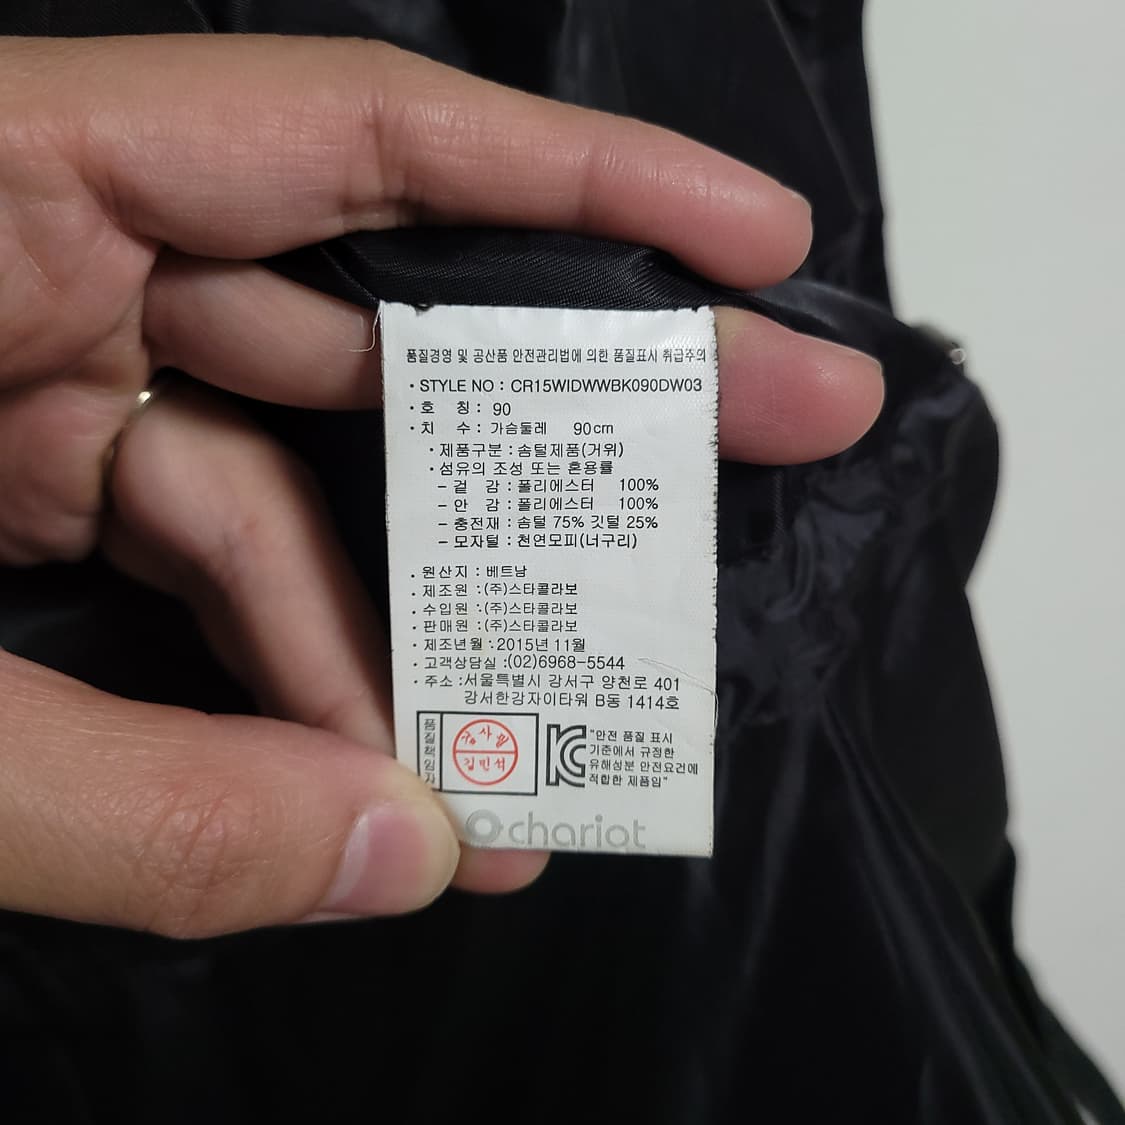 품질경영 및 공산품 안전관리법에 의한 품질표시 취급주의
· STYLE NO : CR15WIDWWBK090DW03
· 호 칭 : 90
· 치 수 : 가슴둘레 90cm
· 제품구분 : 솜털제품(거위)
· 섬유의 조성 또는 혼용률
– 겉 감 : 폴리에스터 100%
– 안 감 : 폴리에스터 100%
– 충전재 : 솜털 75% 깃털 25%
– 모자털 : 천연모피(너구리)
· 원산지 : 베트남
· 제조원 : (주)스타콜라보
· 수입원 : (주)스타콜라보
· 판매원 : (주)스타콜라보
· 제조년월 : 2015년 11월
· 고객상담실 : (02)6968-5544
· 주소 : 서울특별시 강서구 양천로 401
강서한강자이타워 B동 1414호
품질책임자
검사필
김민석
KC
"안전 품질 표시
기준에서 규정한
유해성분 안전요건에
적합한 제품임"
chariot